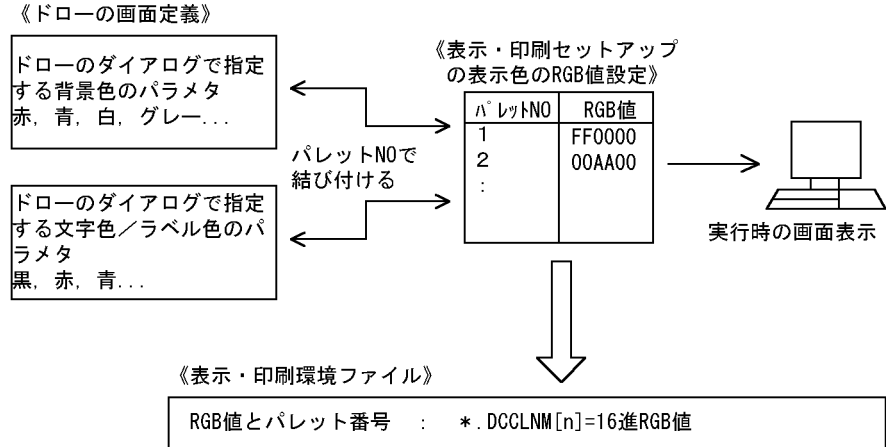 《ドローの画面定義》
ドローのダイアログで指定
する背景色のパラメタ
赤, 青, 白, グレー...
ドローのダイアログで指定
する文字色／ラベル色のパ
ラメタ
黒, 赤, 青...
パレットNOで
結び付ける
《表示・印刷セットアップ
の表示色のRGB値設定》
パレットNO RGB値
1 FF0000
2 00AA00
:
実行時の画面表示
《表示・印刷環境ファイル》
RGB値とパレット番号 : *.DCCLNM[n]=16進RGB値